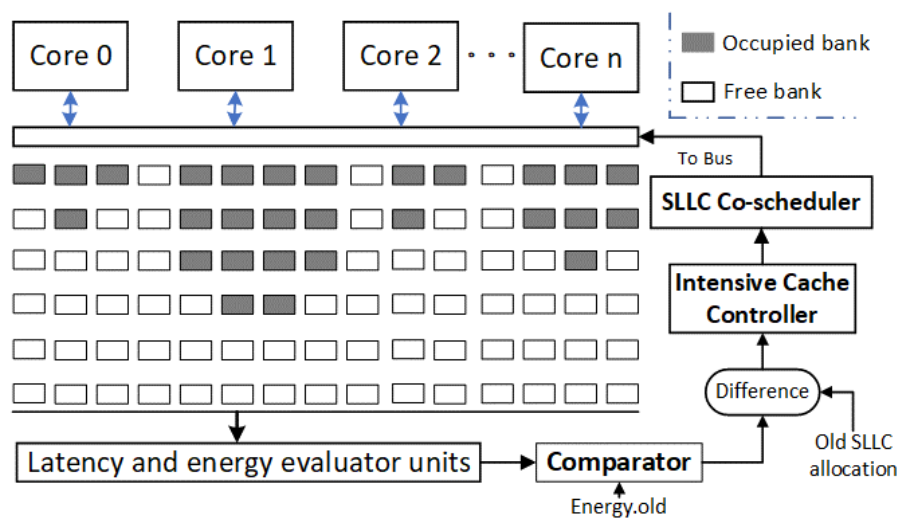 Core 0
Core 1
Core 2
Core n
Occupied bank
Free bank
To Bus
SLLC Co-scheduler
Intensive Cache
Controller
Difference
Old SLLC
allocation
Latency and energy evaluator units
Comparator
Energy.old